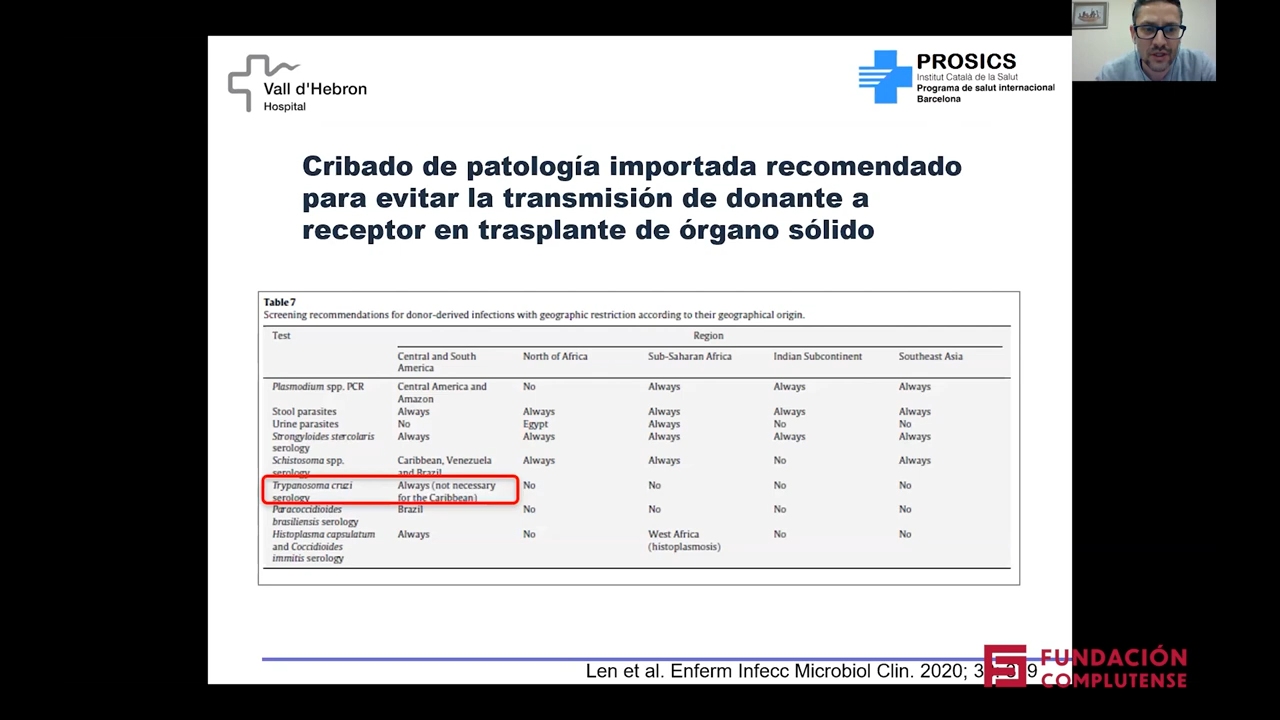 Vall d'Hebron
Hospital
PROSICS
Institut Català de la Salut
Programa de salut internacional
Barcelona
Cribado de patología importada recomendado
para evitar la transmisión de donante a
receptor en trasplante de órgano sólido
Table 7
Screening recommendations for donor-derived infections with geographic restriction according to their geographical origin.
Test Region
Central and South America North of Africa Sub-Saharan Africa Indian Subcontinent Southeast Asia
Plasmodium spp. PCR Central America and Amazon No Always Always Always
Stool parasites Always Always Always Always Always
Urine parasites No Egypt Always No No
Strongyloides stercolaris serology Always Always Always Always Always
Schistosoma spp. serology Caribbean, Venezuela and Brazil Always Always No Always
Trypanosoma cruzi serology Always (not necessary for the Caribbean) No No No No
Paracoccidioides brasiliensis serology Brazil No No No No
Histoplasma capsulatum and Coccidioides immitis serology Always No West Africa (histoplasmosis) No No
Len et al. Enferm Infecc Microbiol Clin. 2020;
FUNDACIÓN
COMPLUTENSE